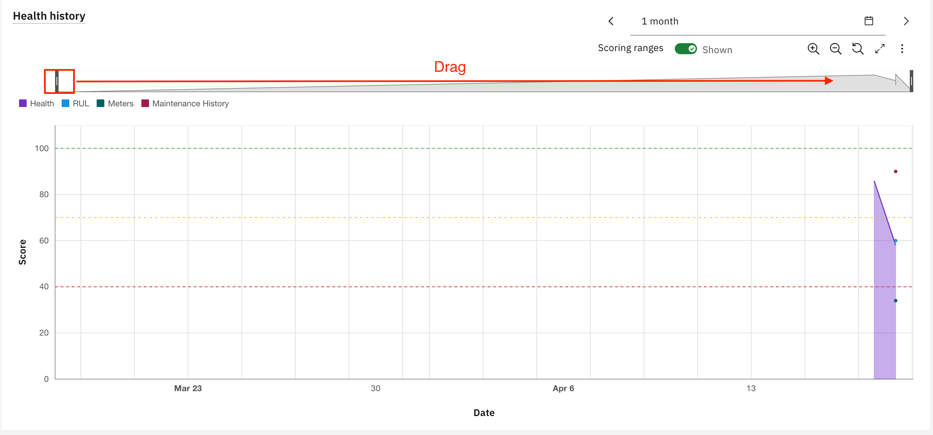 Health history
1 month
Scoring ranges
Shown
Drag
Health
RUL
Meters
Maintenance History
100
80
60
40
20
0
Score
Mar 23
30
Apr 6
13
Date